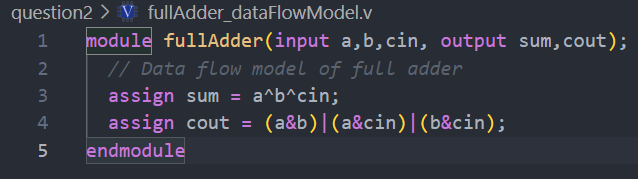 question2 > fullAdder_dataFlowModel.v
1 module fullAdder(input a,b,cin, output sum,cout);
2 // Data flow model of full adder
3 assign sum = a^b^cin;
4 assign cout = (a&b)|(a&cin)|(b&cin);
5 endmodule